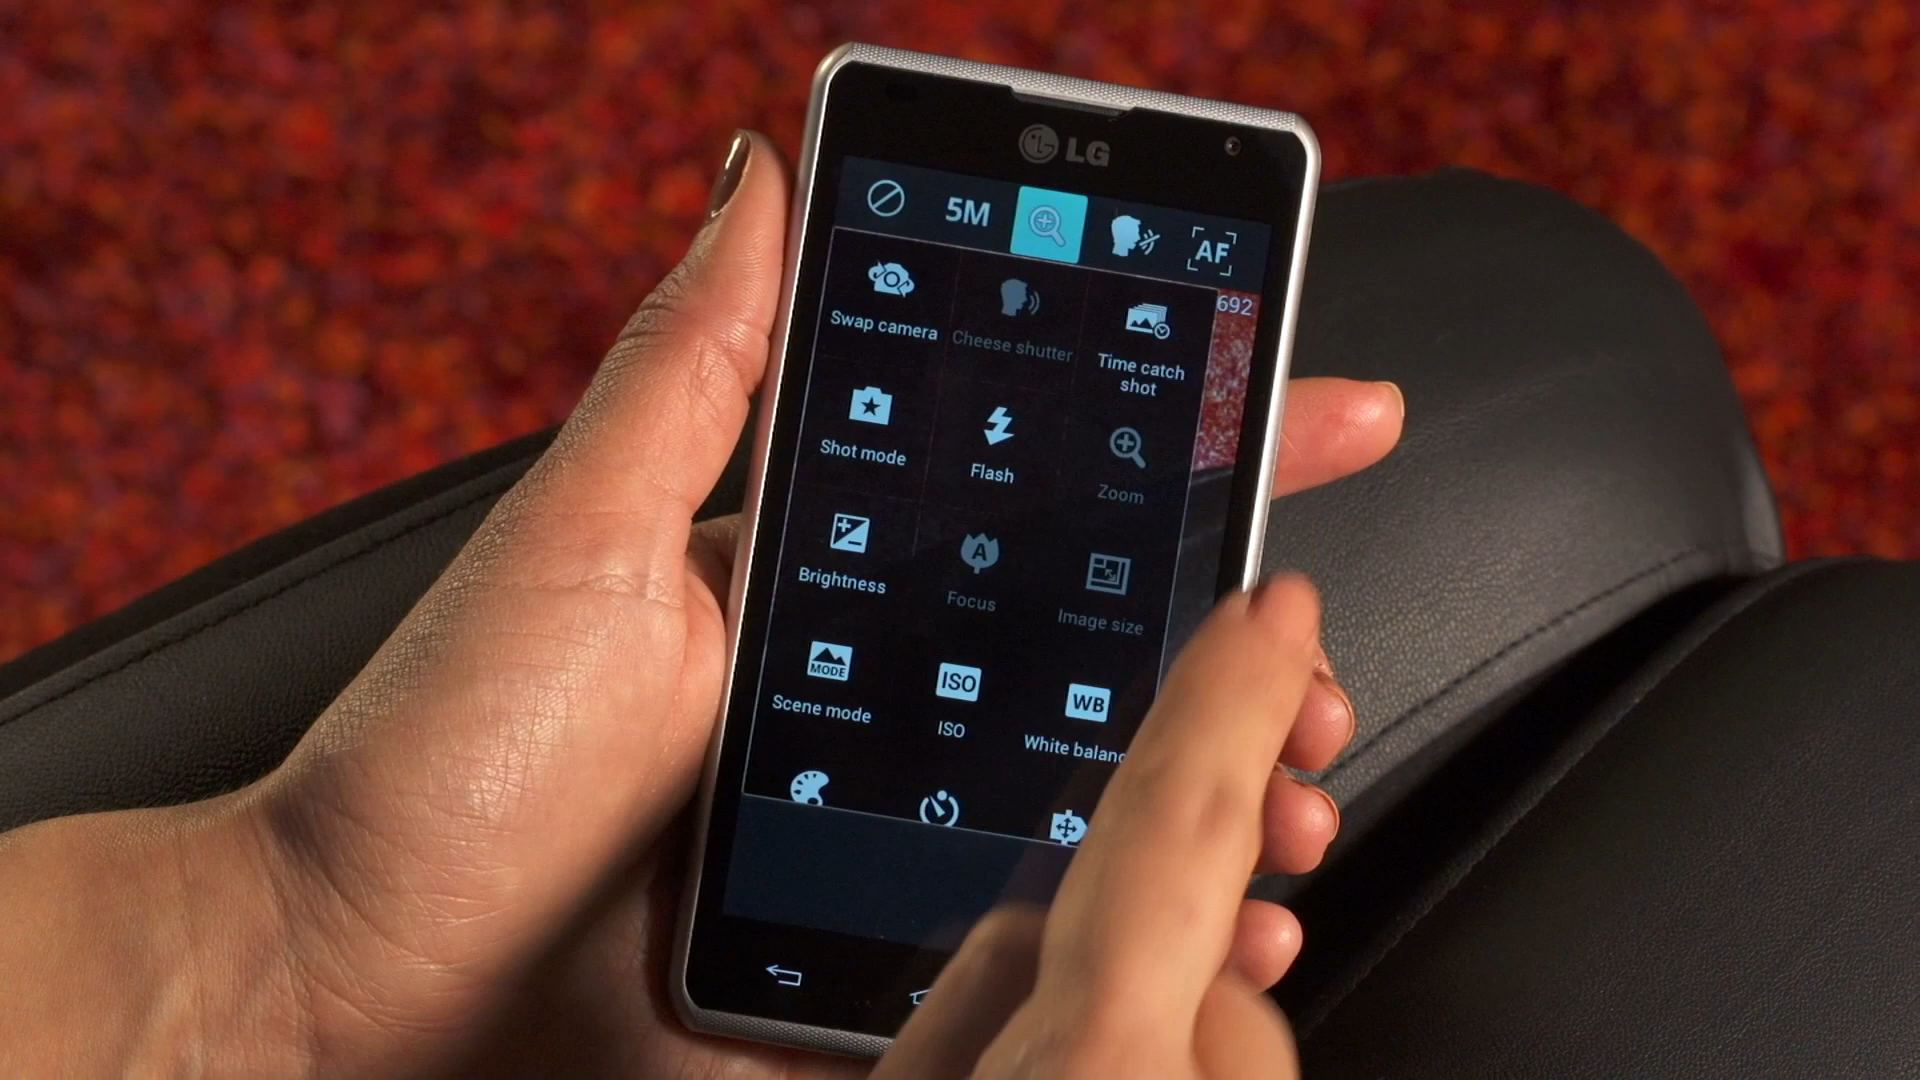 LG
5M
AF
692
Swap camera
Cheese shutter
Time catch
shot
Shot mode
Flash
Zoom
A
Brightness
Focus
Image size
MODE
ISO
WB
Scene mode
ISO
White balanc